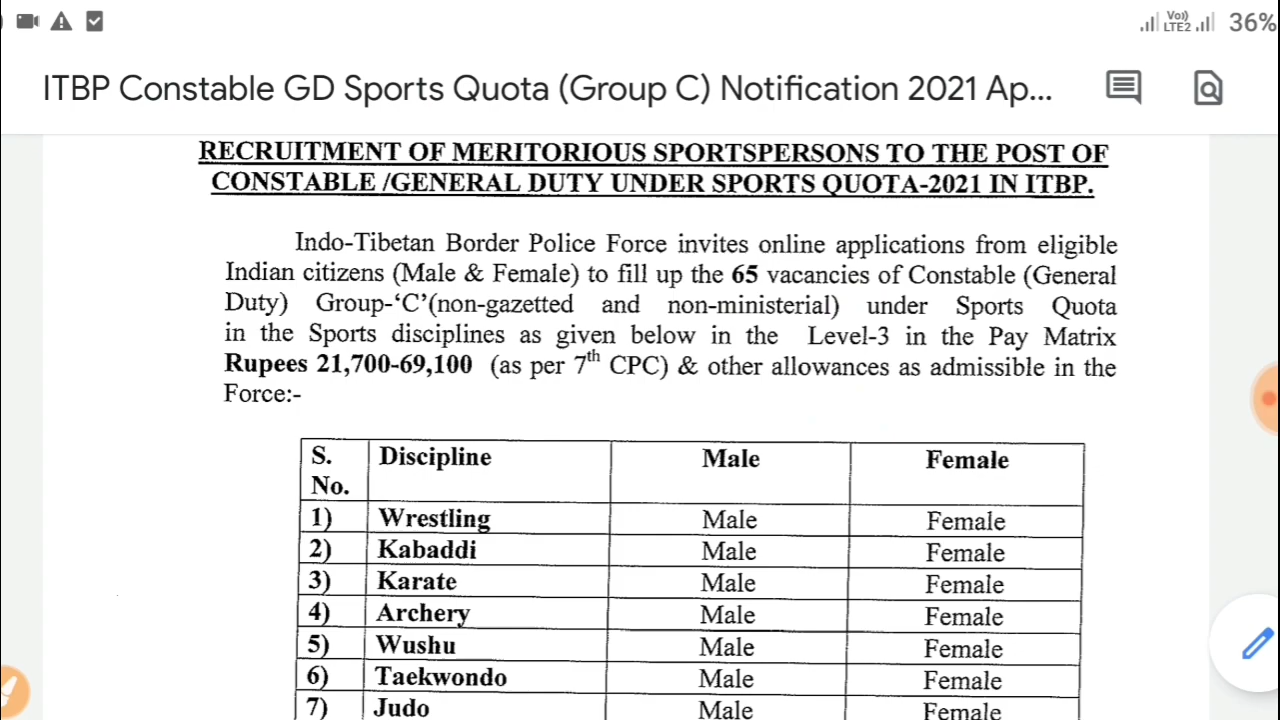 Vo))
LTE2
36%
ITBP Constable GD Sports Quota (Group C) Notification 2021 Ap...
RECRUITMENT OF MERITORIOUS SPORTSPERSONS TO THE POST OF
CONSTABLE /GENERAL DUTY UNDER SPORTS QUOTA-2021 IN ITBP.
Indo-Tibetan Border Police Force invites online applications from eligible
Indian citizens (Male & Female) to fill up the 65 vacancies of Constable (General
Duty) Group-‘C’(non-gazetted and non-ministerial) under Sports Quota
in the Sports disciplines as given below in the Level-3 in the Pay Matrix
Rupees 21,700-69,100 (as per 7th CPC) & other allowances as admissible in the
Force:-
S. No. Discipline Male Female
1) Wrestling Male Female
2) Kabaddi Male Female
3) Karate Male Female
4) Archery Male Female
5) Wushu Male Female
6) Taekwondo Male Female
7) Judo Male Female